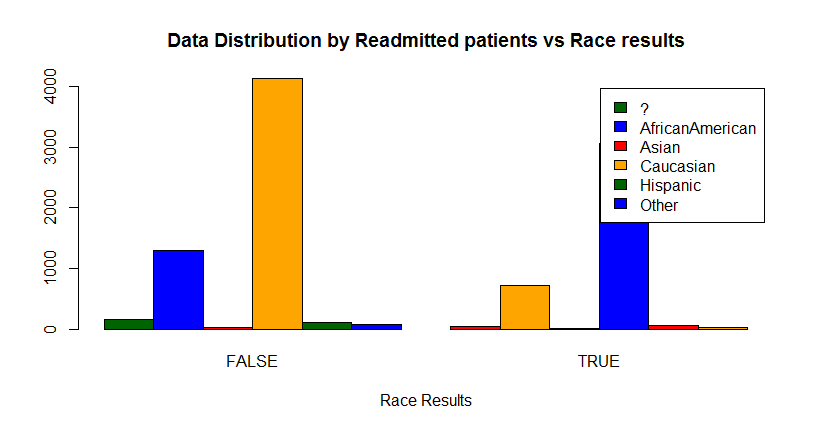 Data Distribution by Readmitted patients vs Race results
4000
3000
2000
1000
0
?
AfricanAmerican
Asian
Caucasian
Hispanic
Other
FALSE
TRUE
Race Results